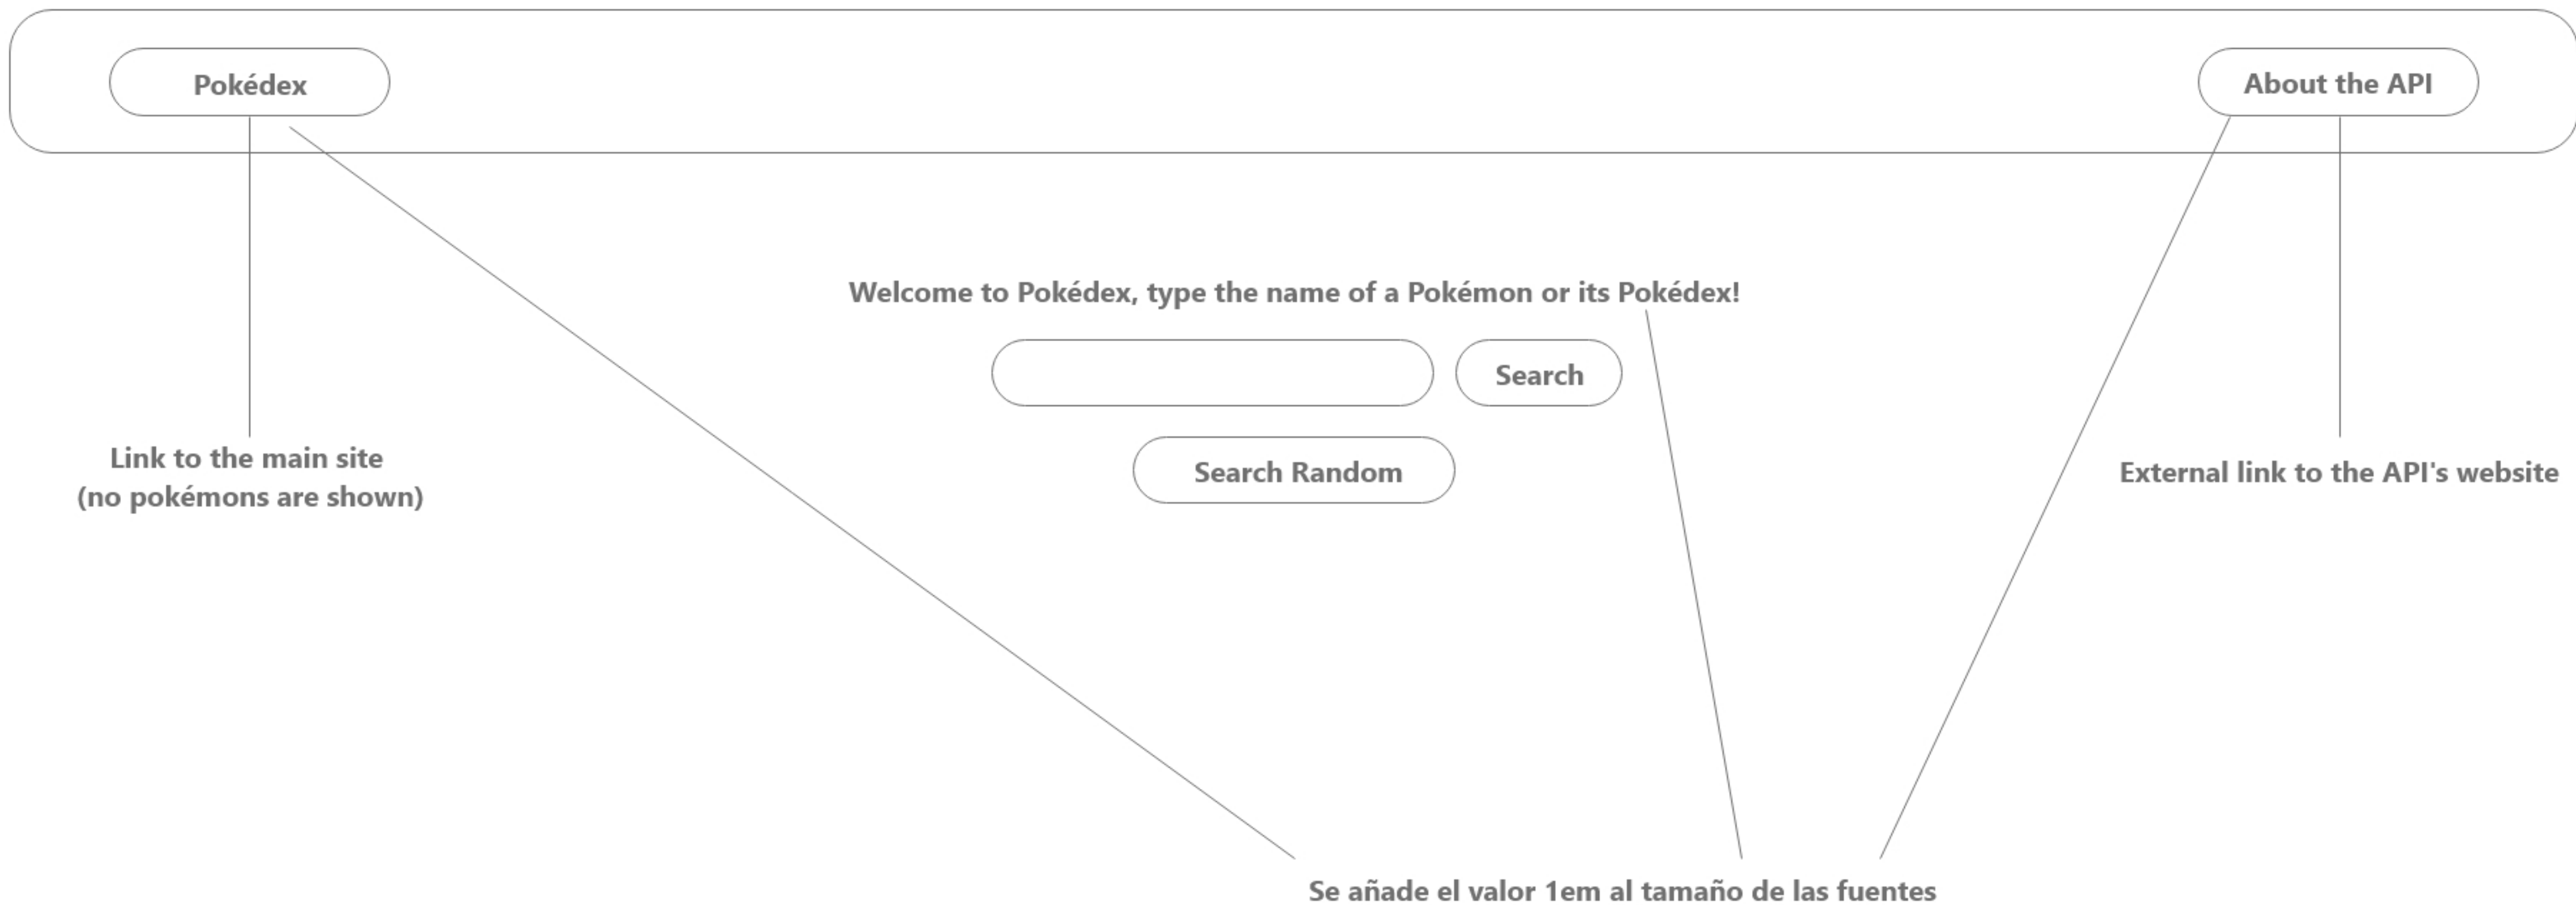 Pokédex
About the API
Welcome to Pokédex, type the name of a Pokémon or its Pokédex!
Search
Search Random
Link to the main site
(no pokémons are shown)
External link to the API's website
Se añade el valor 1em al tamaño de las fuentes